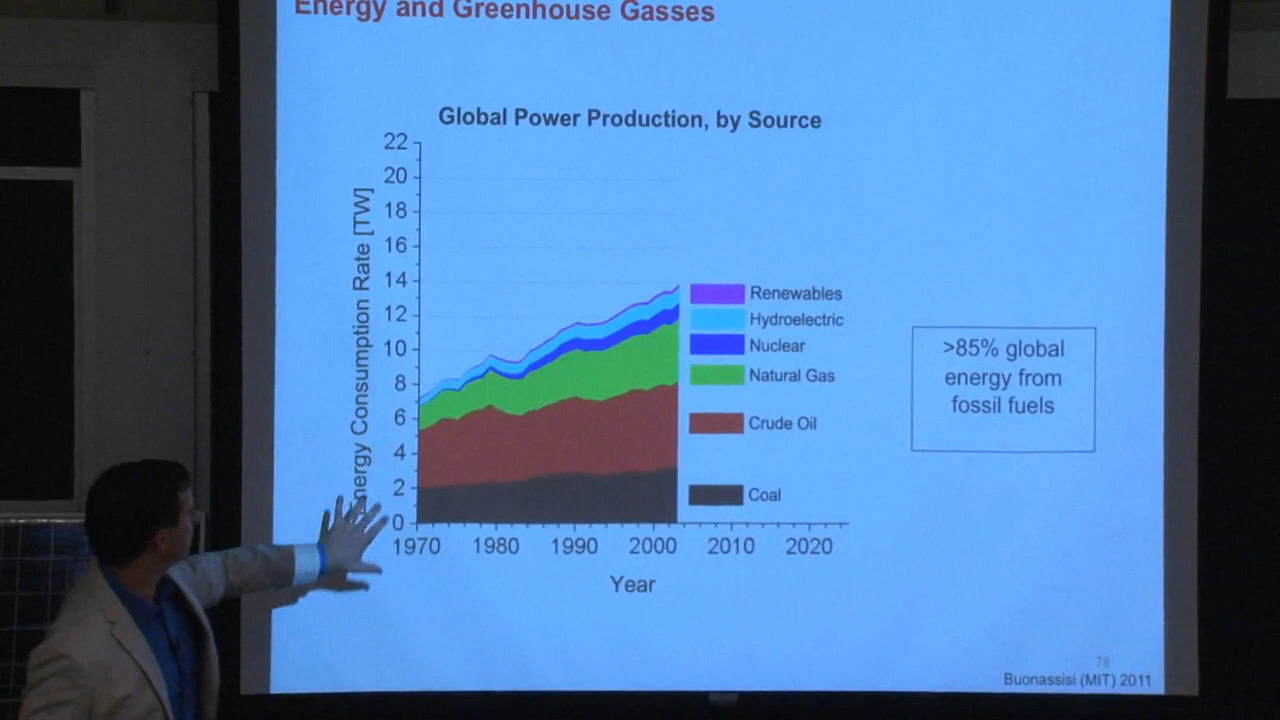 Energy and Greenhouse Gasses
Global Power Production, by Source
Energy Consumption Rate [TW]
22
20
18
16
14
12
10
8
6
4
2
0
1970 1980 1990 2000 2010 2020
Year
Renewables
Hydroelectric
Nuclear
Natural Gas
Crude Oil
Coal
>85% global
energy from
fossil fuels
78
Buonassisi (MIT) 2011